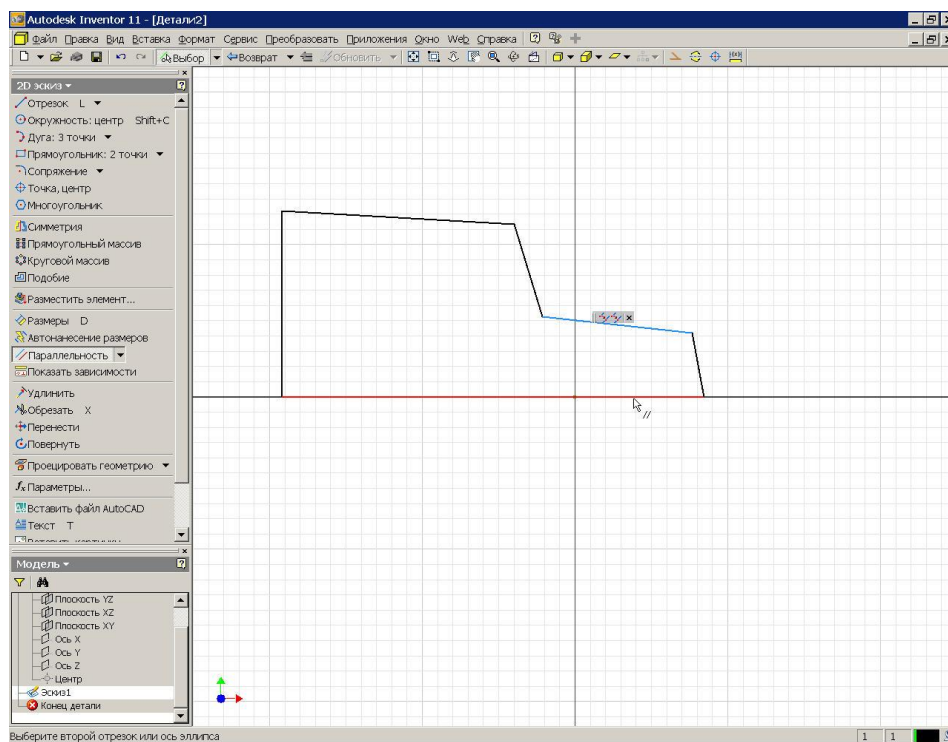 Autodesk Inventor 11 - [Детали2]
Файл Правка Вид Вставка Формат Сервис Преобразовать Приложения Окно Web Справка
Выбор Возврат Обновить
2D эскиз
Отрезок L
Окружность: центр Shift+C
Дуга: 3 точки
Прямоугольник: 2 точки
Сопряжение
Точка, центр
Многоугольник
Симметрия
Прямоугольный массив
Круговой массив
Подобие
Разместить элемент...
Размеры D
Автонанесение размеров
Параллельность
Показать зависимости
Удлинить
Обрезать X
Перенести
Повернуть
Проецировать геометрию
fx Параметры...
Вставить файл AutoCAD
Текст T
Модель
Плоскость YZ
Плоскость XZ
Плоскость XY
Ось X
Ось Y
Ось Z
Центр
Эскиз1
Конец детали
Выберите второй отрезок или ось эллипса
1 1